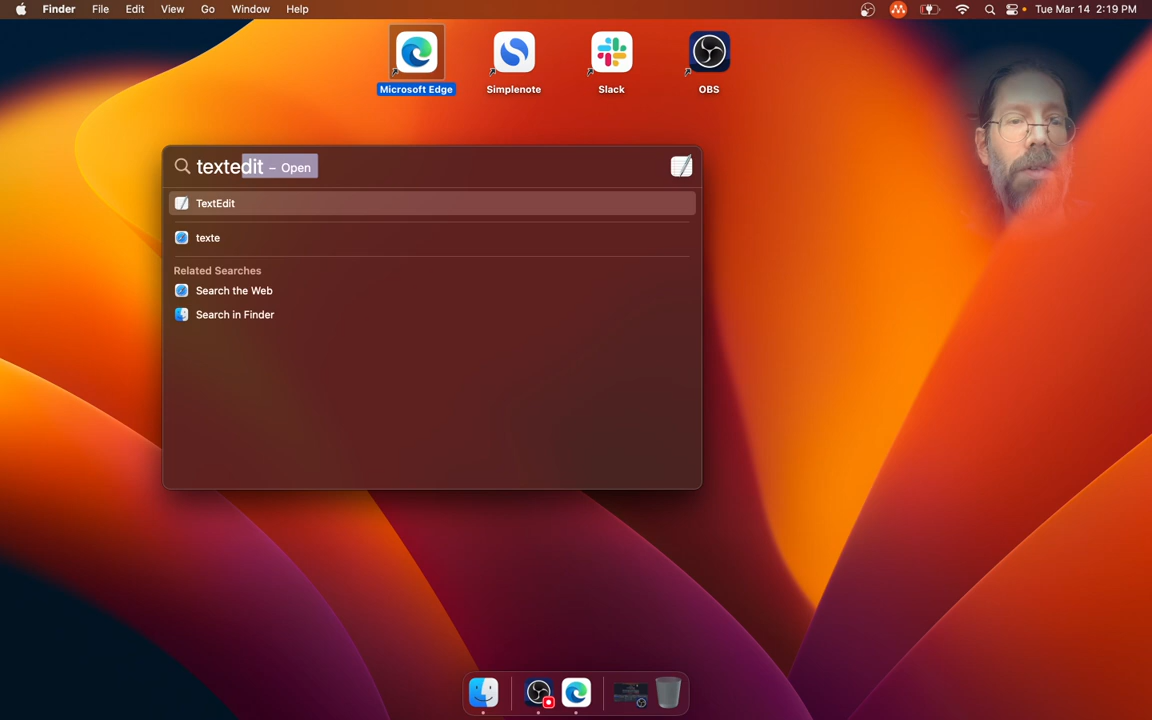 Finder File Edit View Go Window Help Tue Mar 14 2:19 PM
Microsoft Edge Simplenote Slack OBS
textedit – Open
TextEdit
texte
Related Searches
Search the Web
Search in Finder